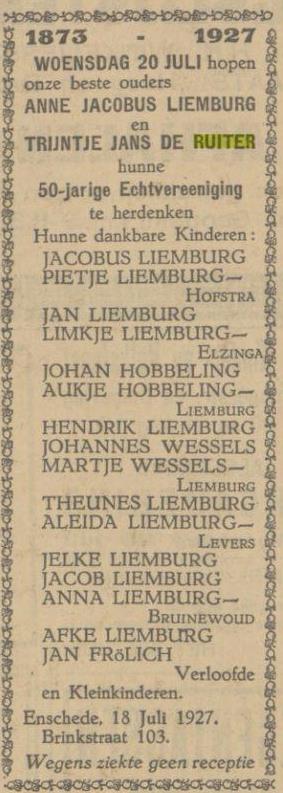 1873 - 1927
WOENSDAG 20 JULI hopen
onze beste ouders
ANNE JACOBUS LIEMBURG
en
TRIJNTJE JANS DE RUITER
hunne
50-jarige Echtvereeniging
te herdenken
Hunne dankbare Kinderen:
JACOBUS LIEMBURG
PIETJE LIEMBURG—
HOFSTRA
JAN LIEMBURG
LIMKJE LIEMBURG—
ELZINGA
JOHAN HOBBELING
AUKJE HOBBELING—
LIEMBURG
HENDRIK LIEMBURG
JOHANNES WESSELS
MARTJE WESSELS—
LIEMBURG
THEUNES LIEMBURG
ALEIDA LIEMBURG—
LEVERS
JELKE LIEMBURG
JACOB LIEMBURG
ANNA LIEMBURG—
BRUINEWOUD
AFKE LIEMBURG
JAN FRöLICH
Verloofde
en Kleinkinderen.
Enschede, 18 Juli 1927.
Brinkstraat 103.
Wegens ziekte geen receptie